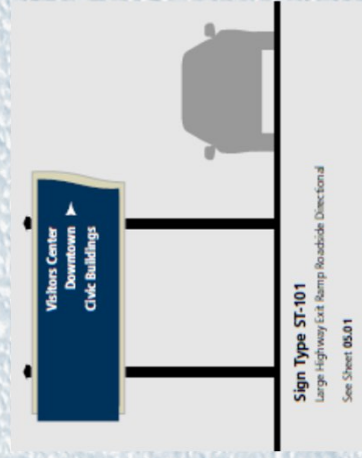 Visitors Center
Downtown
Civic Buildings
Sign Type ST-101
Large Highway Exit Ramp Roadside Directional
See Sheet 05.01